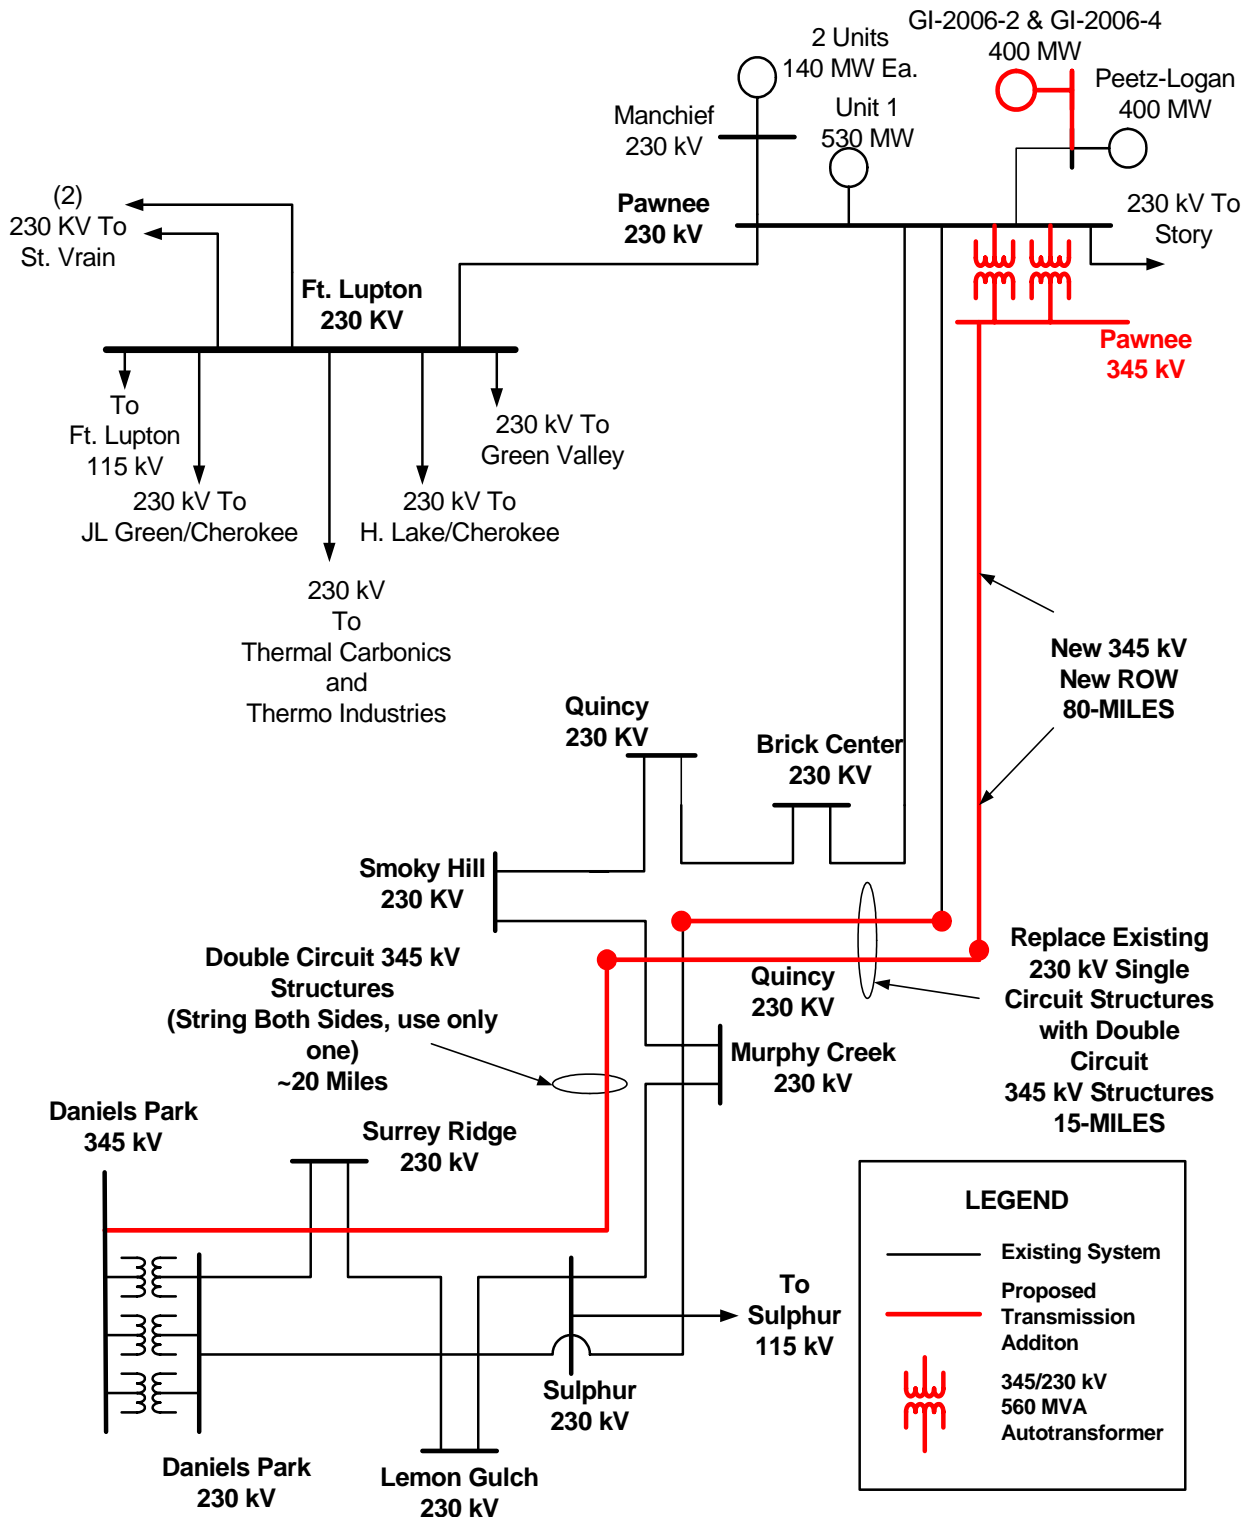 GI-2006-2 & GI-2006-4
400 MW
2 Units
140 MW Ea.
Peetz-Logan
400 MW
Unit 1
530 MW
Manchief
230 kV
(2)
230 KV To
St. Vrain
Pawnee
230 kV
230 kV To
Story
Ft. Lupton
230 KV
Pawnee
345 kV
To
Ft. Lupton
115 kV
230 kV To
Green Valley
230 kV To
JL Green/Cherokee
230 kV To
H. Lake/Cherokee
230 kV
To
Thermal Carbonics
and
Thermo Industries
New 345 kV
New ROW
80-MILES
Quincy
230 KV
Brick Center
230 KV
Smoky Hill
230 KV
Double Circuit 345 kV
Structures
(String Both Sides, use only
one)
~20 Miles
Quincy
230 KV
Replace Existing
230 kV Single
Circuit Structures
with Double
Circuit
345 kV Structures
15-MILES
Murphy Creek
230 kV
Daniels Park
345 kV
Surrey Ridge
230 kV
To
Sulphur
115 kV
Sulphur
230 kV
Daniels Park
230 kV
Lemon Gulch
230 kV
LEGEND
Existing System
Proposed
Transmission
Additon
345/230 kV
560 MVA
Autotransformer